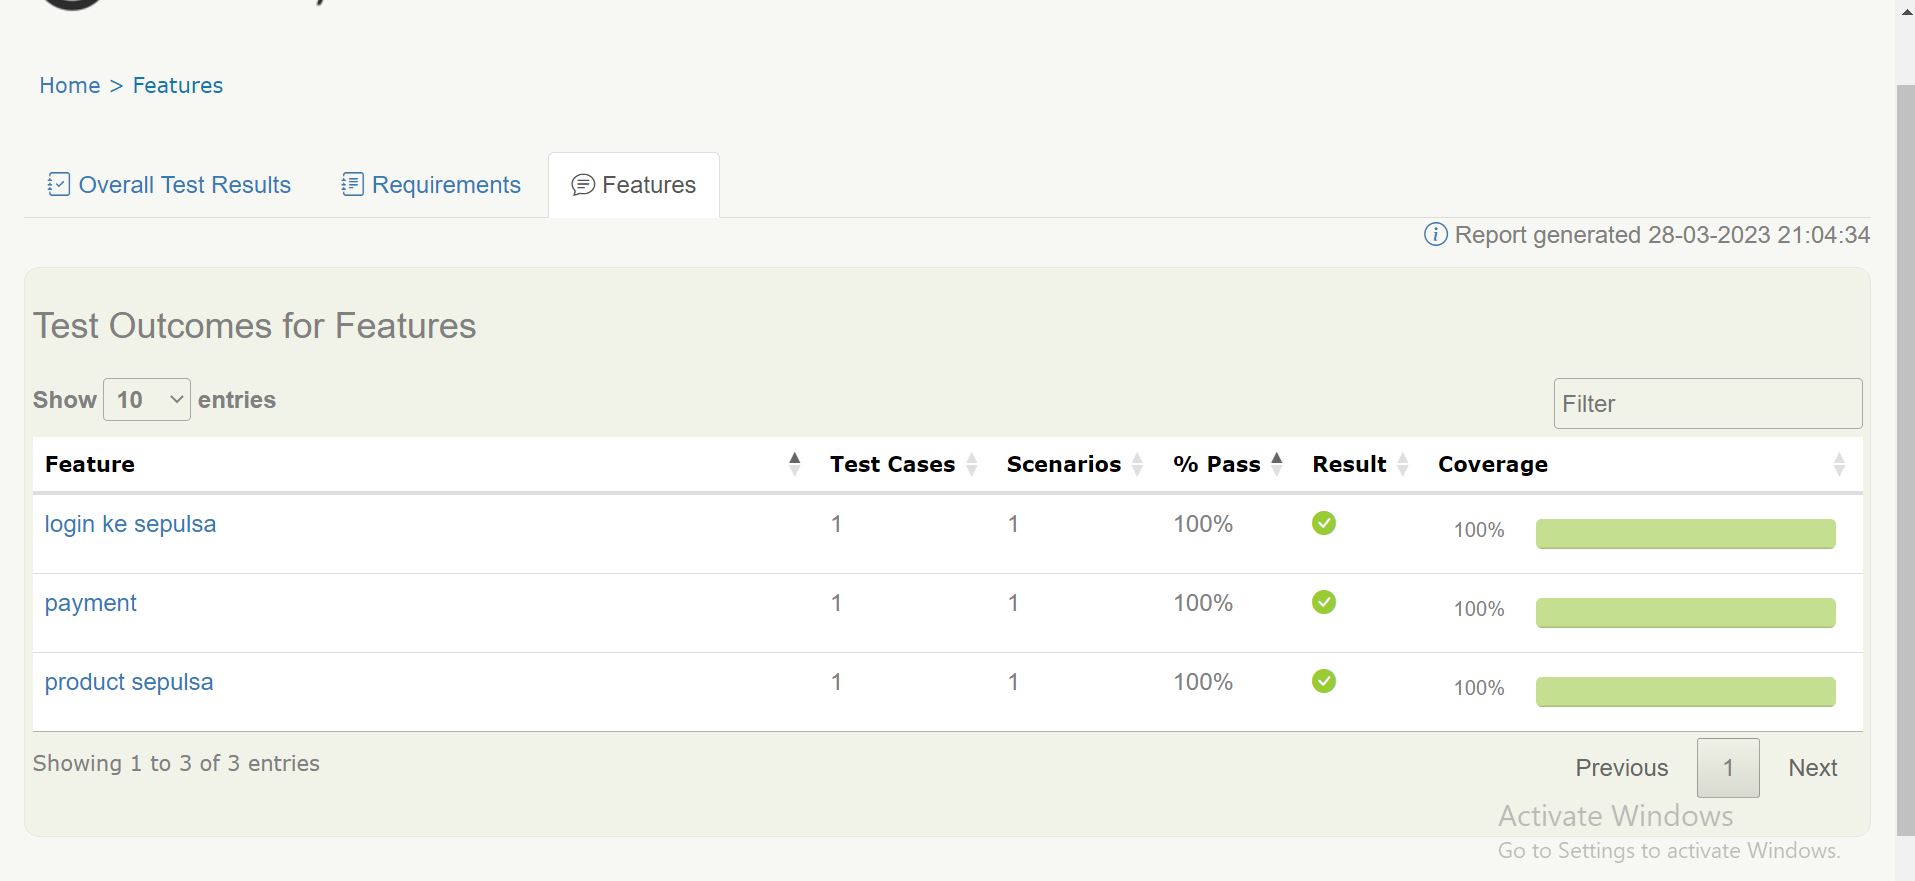 Home > Features
Overall Test Results Requirements Features
Report generated 28-03-2023 21:04:34
Test Outcomes for Features
Show 10 entries
Filter
Feature Test Cases Scenarios % Pass Result Coverage
login ke sepulsa 1 1 100% 100%
payment 1 1 100% 100%
product sepulsa 1 1 100% 100%
Showing 1 to 3 of 3 entries
Previous 1 Next
Activate Windows
Go to Settings to activate Windows.